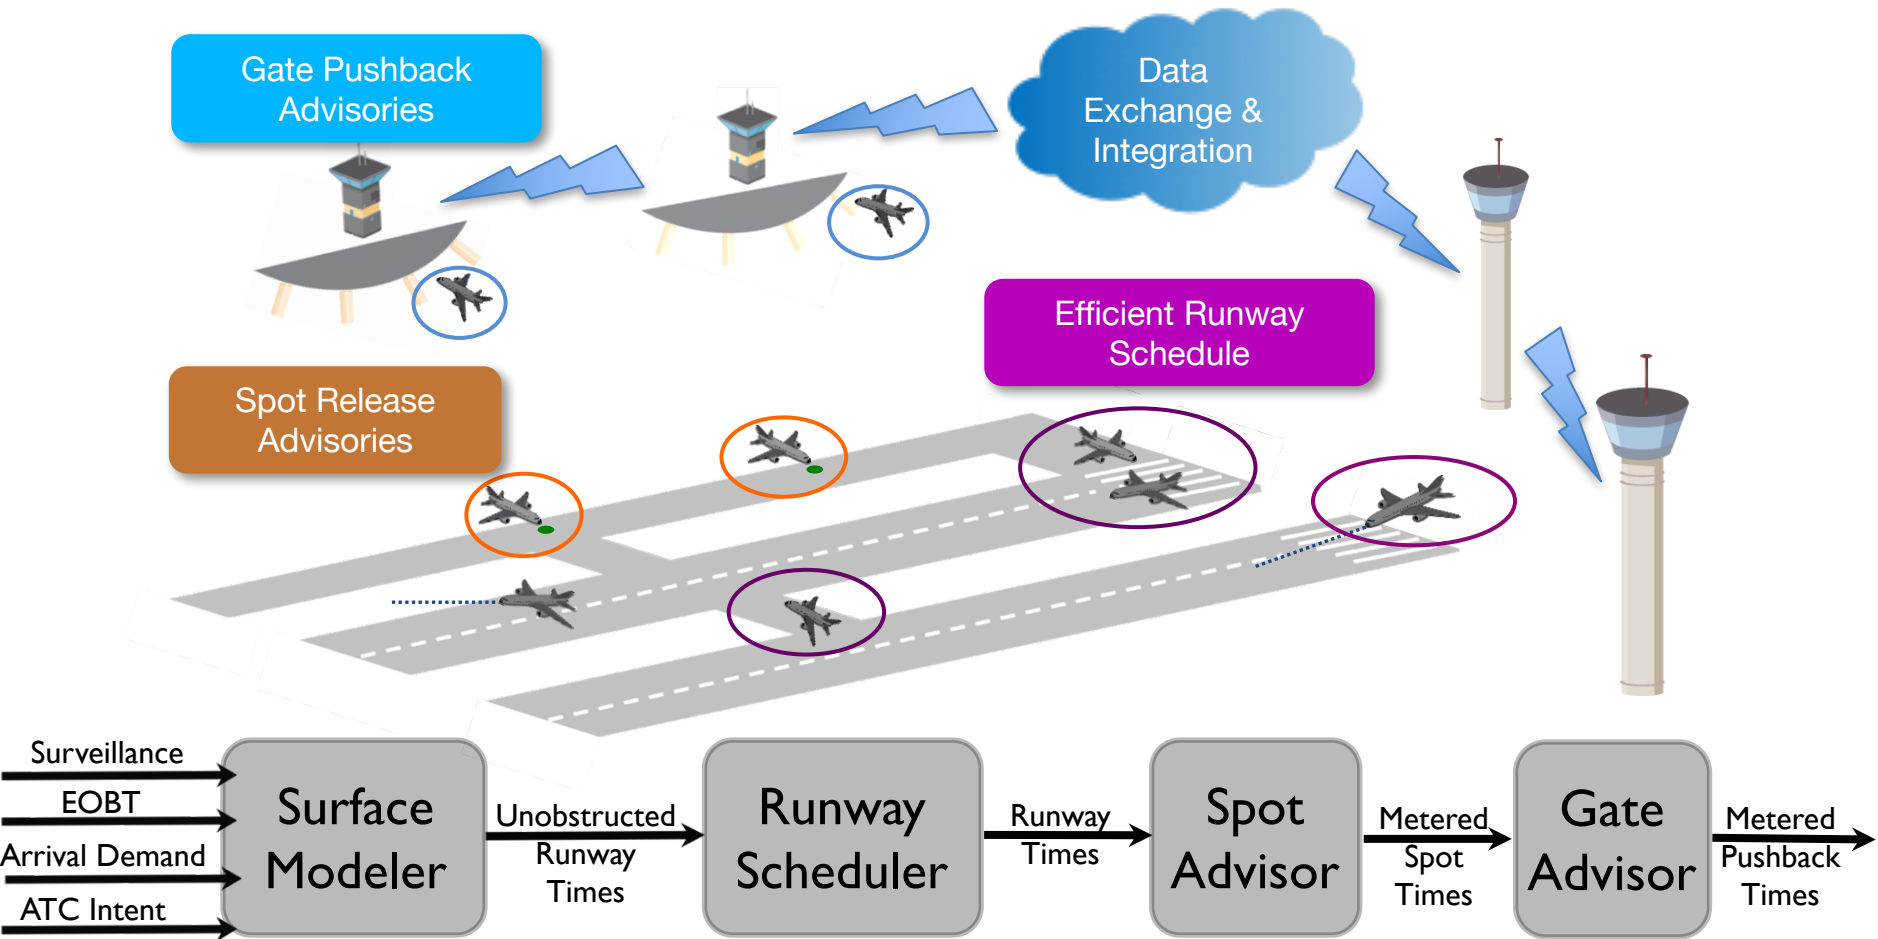 Gate Pushback
Advisories
Data
Exchange &
Integration
Efficient Runway
Schedule
Spot Release
Advisories
Surveillance
EOBT
Arrival Demand
ATC Intent
Surface
Modeler
Unobstructed
Runway
Times
Runway
Scheduler
Runway
Times
Spot
Advisor
Metered
Spot
Times
Gate
Advisor
Metered
Pushback
Times